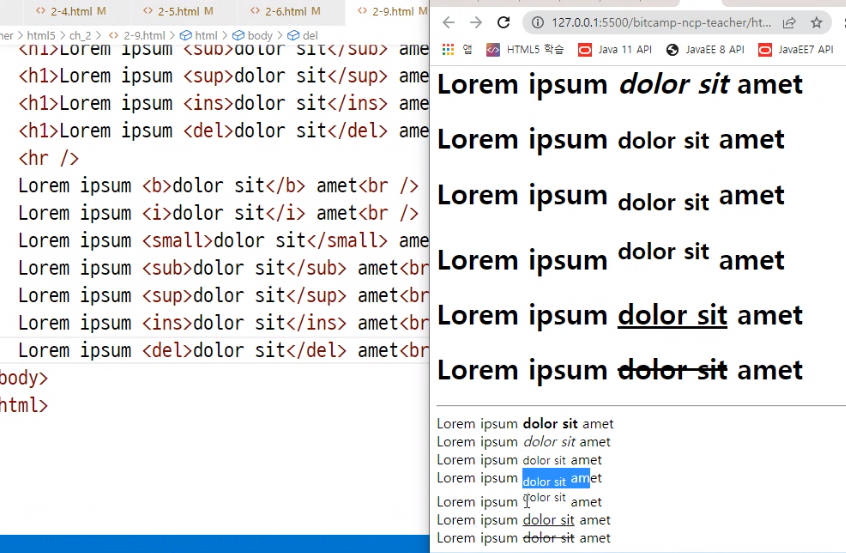 2-4.html M
2-5.html M
2-6.html M
2-9.html M
her > html5 > ch_2 > 2-9.html > html > body > del
<h1>Lorem ipsum <sub>dolor sit</sub> ame
<h1>Lorem ipsum <sup>dolor sit</sup> ame
<h1>Lorem ipsum <ins>dolor sit</ins> ame
<h1>Lorem ipsum <del>dolor sit</del> ame
<hr />
Lorem ipsum <b>dolor sit</b> amet<br />
Lorem ipsum <i>dolor sit</i> amet<br />
Lorem ipsum <small>dolor sit</small> ame
Lorem ipsum <sub>dolor sit</sub> amet<br
Lorem ipsum <sup>dolor sit</sup> amet<br
Lorem ipsum <ins>dolor sit</ins> amet<br
Lorem ipsum <del>dolor sit</del> amet<br
body>
html>
127.0.0.1:5500/bitcamp-ncp-teacher/ht...
앱
HTML5 학습
Java 11 API
JavaEE 8 API
JavaEE7 API
Lorem ipsum dolor sit amet
Lorem ipsum dolor sit amet
Lorem ipsum dolor sit amet
Lorem ipsum dolor sit amet
Lorem ipsum dolor sit amet
Lorem ipsum dolor sit amet
Lorem ipsum dolor sit amet
Lorem ipsum dolor sit amet
Lorem ipsum dolor sit amet
Lorem ipsum dolor sit amet
Lorem ipsum dolor sit amet
Lorem ipsum dolor sit amet
Lorem ipsum dolor sit amet